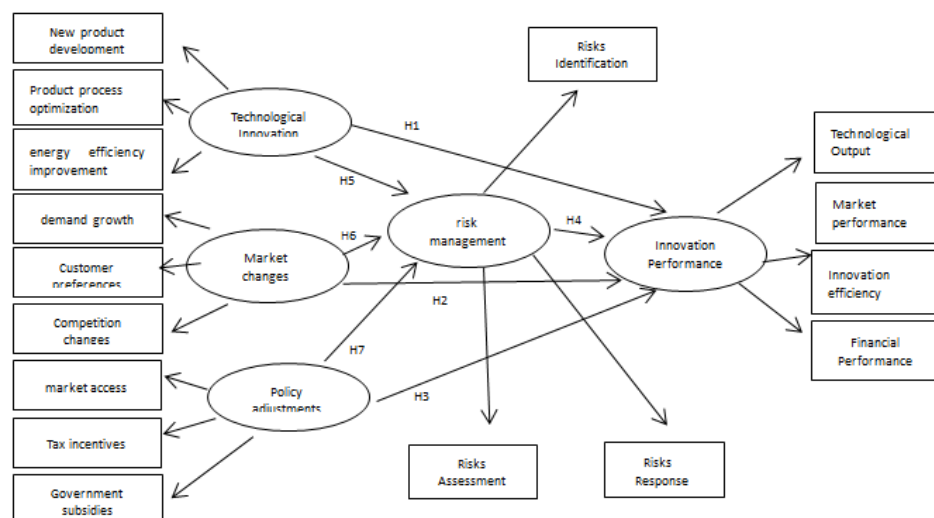 New product
development
Product process
optimization
energy efficiency
improvement
demand growth
Customer
preferences
Competition
changes
market access
Tax incentives
Government
subsidies
Technological
Innovation
Market
changes
Policy
adjustments
H1
H5
H6
H2
H7
H3
H4
risk
management
Risks
Identification
Risks
Assessment
Risks
Response
Innovation
Performance
Technological
Output
Market
performance
Innovation
efficiency
Financial
Performance